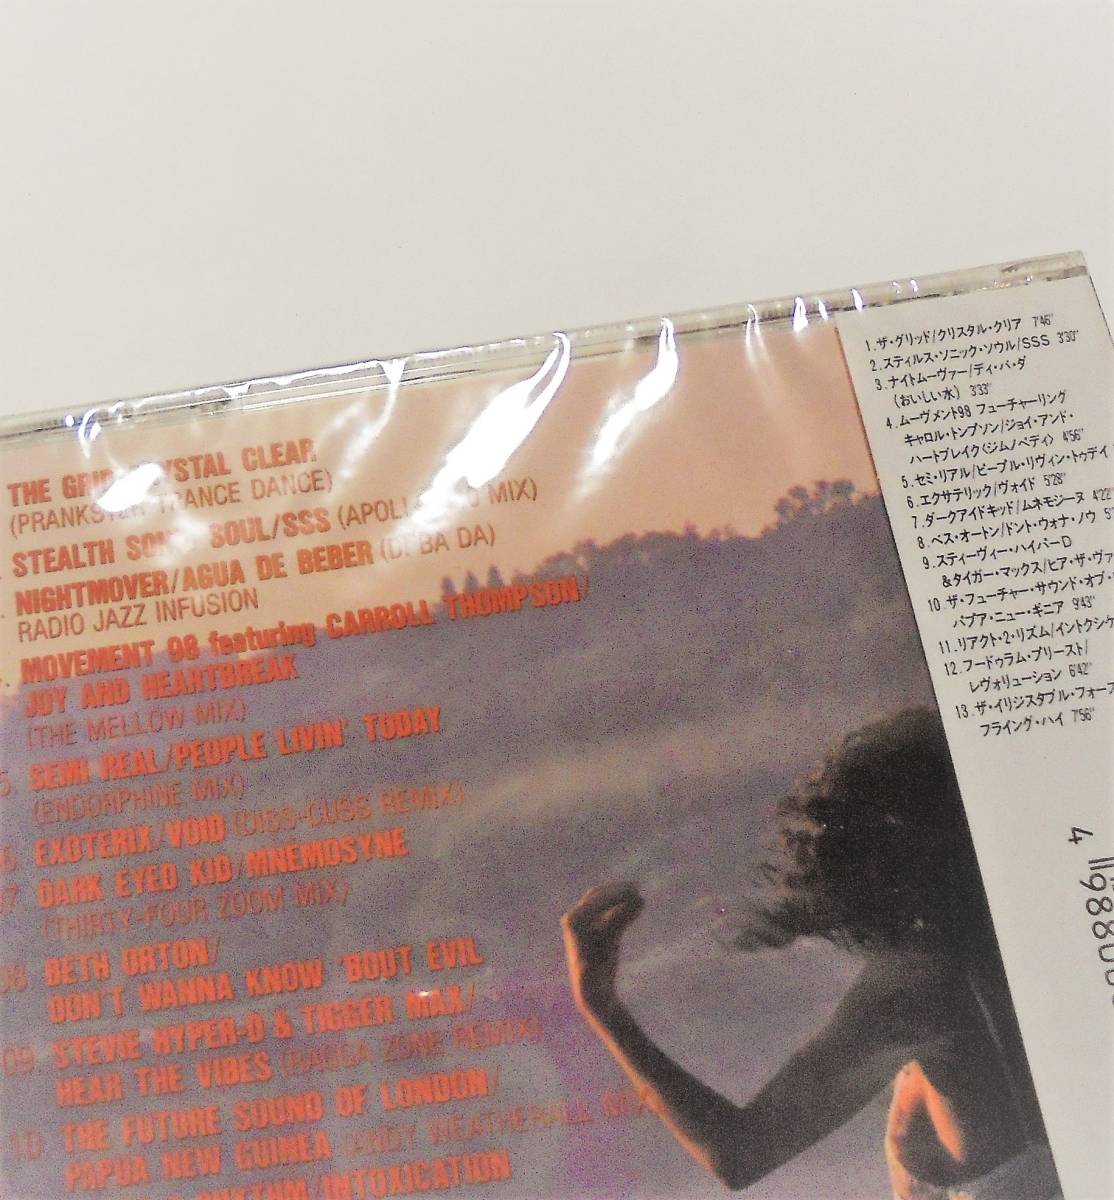 THE GRID/CRYSTAL CLEAR
(PRANKSTER TRANCE DANCE)
STEALTH SONIC SOUL/SSS (APOLLO 440 MIX)
NIGHTMOVER/AGUA DE BEBER (DI BA DA)
RADIO JAZZ INFUSION
MOVEMENT 98 featuring CARROLL THOMPSON/
JOY AND HEARTBREAK
(THE MELLOW MIX)
5. SEMI REAL/PEOPLE LIVIN' TODAY
(ENDORPHINE MIX)
06 EXOTERIX/VOID (DISS-CUSS REMIX)
07 DARK EYED KID/MNEMOSYNE
(THIRTY-FOUR ZOOM MIX)
08 BETH ORTON/
DON'T WANNA KNOW 'BOUT EVIL
09. STEVIE HYPER-D & TIGGER MAX/
HEAR THE VIBES (RAGGA ZONE REMIX)
10 THE FUTURE SOUND OF LONDON/
PAPUA NEW GUINEA (ANDY WEATHERALL MIX)
RHYTHM/INTOXICATION
1.ザ・グリッド/クリスタル・クリア 7'46"
2.スティルス・ソニック・ソウル/SSS 3'30"
3.ナイトムーヴァー/ディ・バ・ダ
(おいしい水) 3'33"
4.ムーヴメント98 フューチャーリング
キャロル・トンプソン/ジョイ・アンド・
ハートブレイク〈ジムノペディ〉 4'56"
5.セミ・リアル/ピープル・リヴィン・トゥデイ
6.エクサテリック/ヴォイド 5'28"
7.ダークアイドキッド/ムネモジーヌ 4'22"
8.ベス・オートン/ドント・ウォナ・ノウ
9.スティーヴィー・ハイパーD
&タイガー・マックス/ヒア・ザ・ヴァ
10.ザ・フューチャー・サウンド・オブ・
パプア・ニュー・ギニア 9'43"
11.リアクト・2・リズム/イントクシケ
12.フードゥラム・プリースト/
レヴォリューション 6'42"
13.ザ・イリジスタブル・フォー
フライング・ハイ 7'56"
4 98800